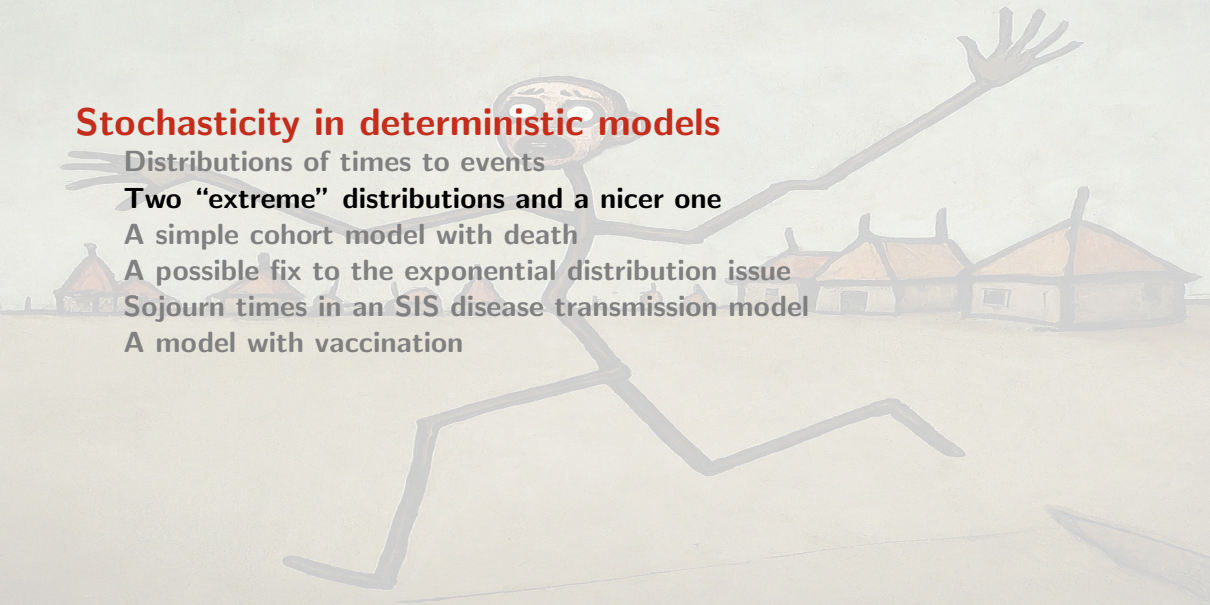 Stochasticity in deterministic models
Distributions of times to events
Two “extreme” distributions and a nicer one
A simple cohort model with death
A possible fix to the exponential distribution issue
Sojourn times in an SIS disease transmission model
A model with vaccination